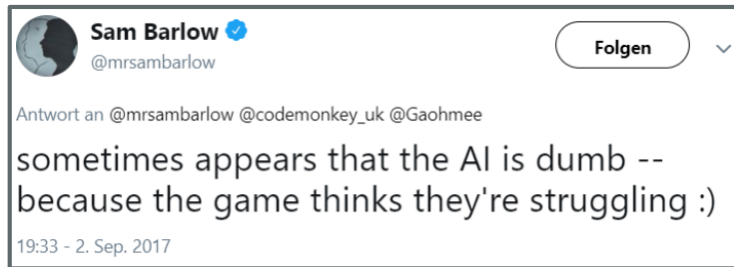 Sam Barlow
@mrsambarlow
Folgen
Antwort an @mrsambarlow @codemonkey_uk @Gaohmee
sometimes appears that the AI is dumb --
because the game thinks they're struggling :)
19:33 - 2. Sep. 2017